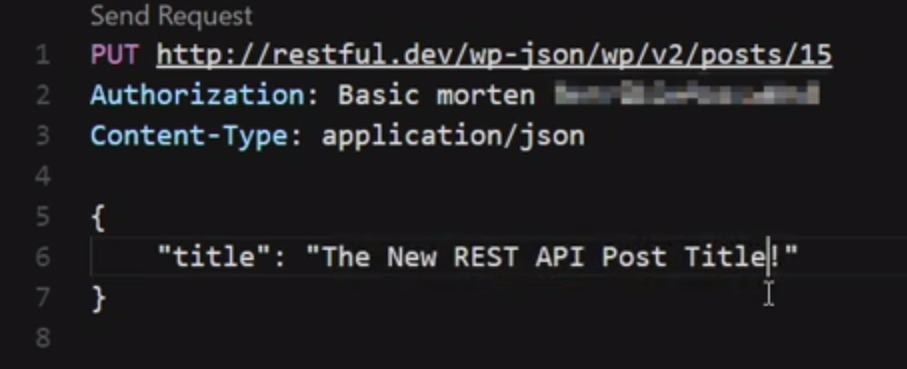 Send Request
1 PUT http://restful.dev/wp-json/wp/v2/posts/15
2 Authorization: Basic morten
3 Content-Type: application/json
4
5 {
6 "title": "The New REST API Post Title!"
7 }
8